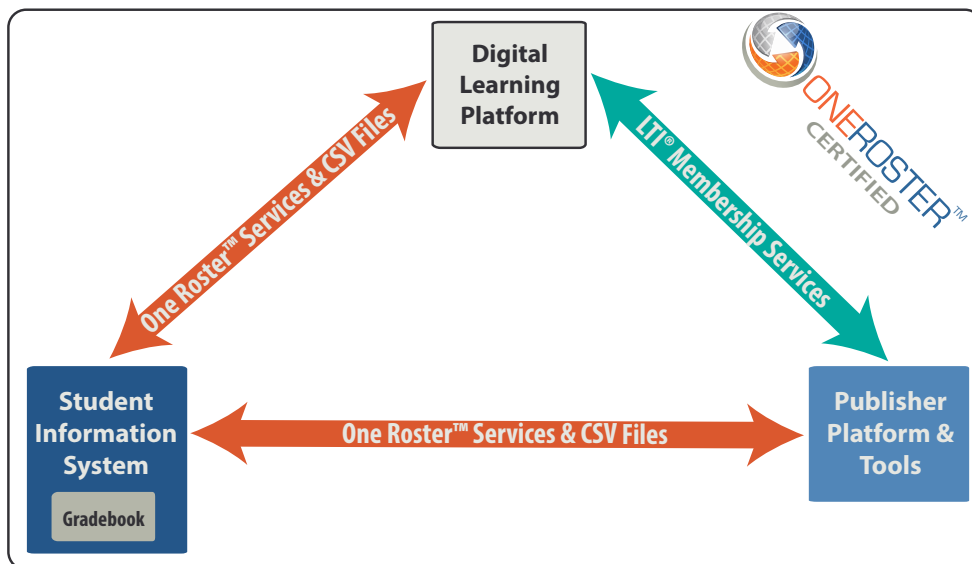 Digital
Learning
Platform
ONEROSTER™
CERTIFIED
One Roster™ Services & CSV Files
LTI® Membership Services
Student
Information
System
Gradebook
One Roster™ Services & CSV Files
Publisher
Platform &
Tools